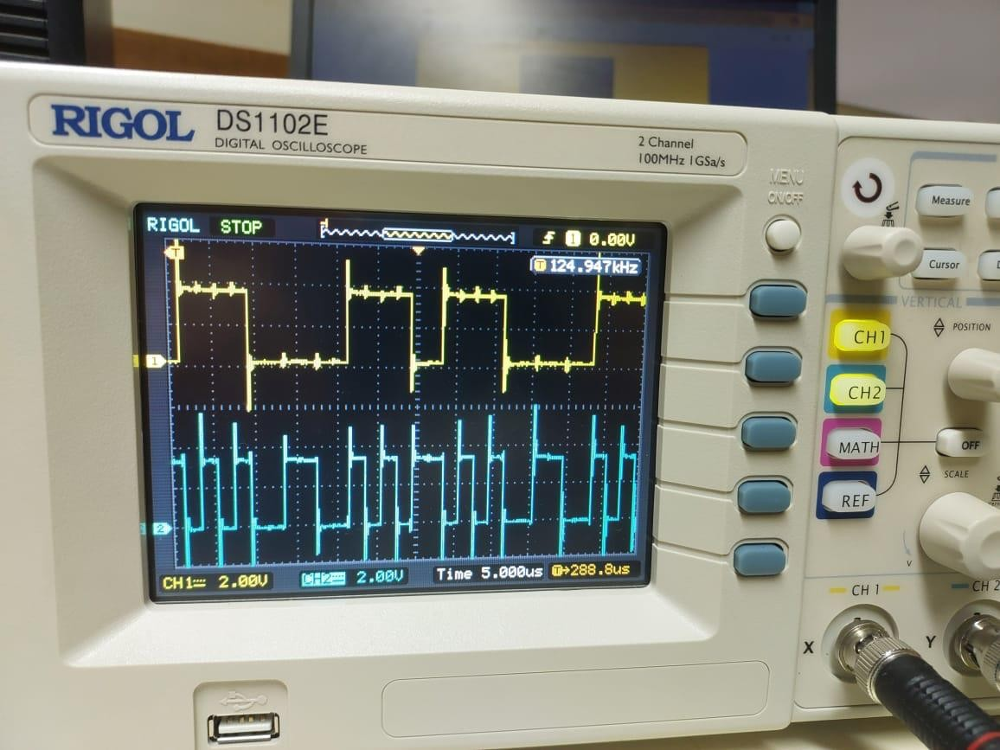 RIGOL DS1102E
DIGITAL OSCILLOSCOPE
2 Channel
100MHz 1GSa/s
MENU
ON/OFF
RIGOL STOP
1 0.00V
T 124.947kHz
T
1
2
CH1 2.00V CH2 2.00V Time 5.000us T→288.8us
Measure
Cursor
VERTICAL
POSITION
CH1
CH2
MATH
OFF
SCALE
REF
V
CH 1
CH 2
X
Y